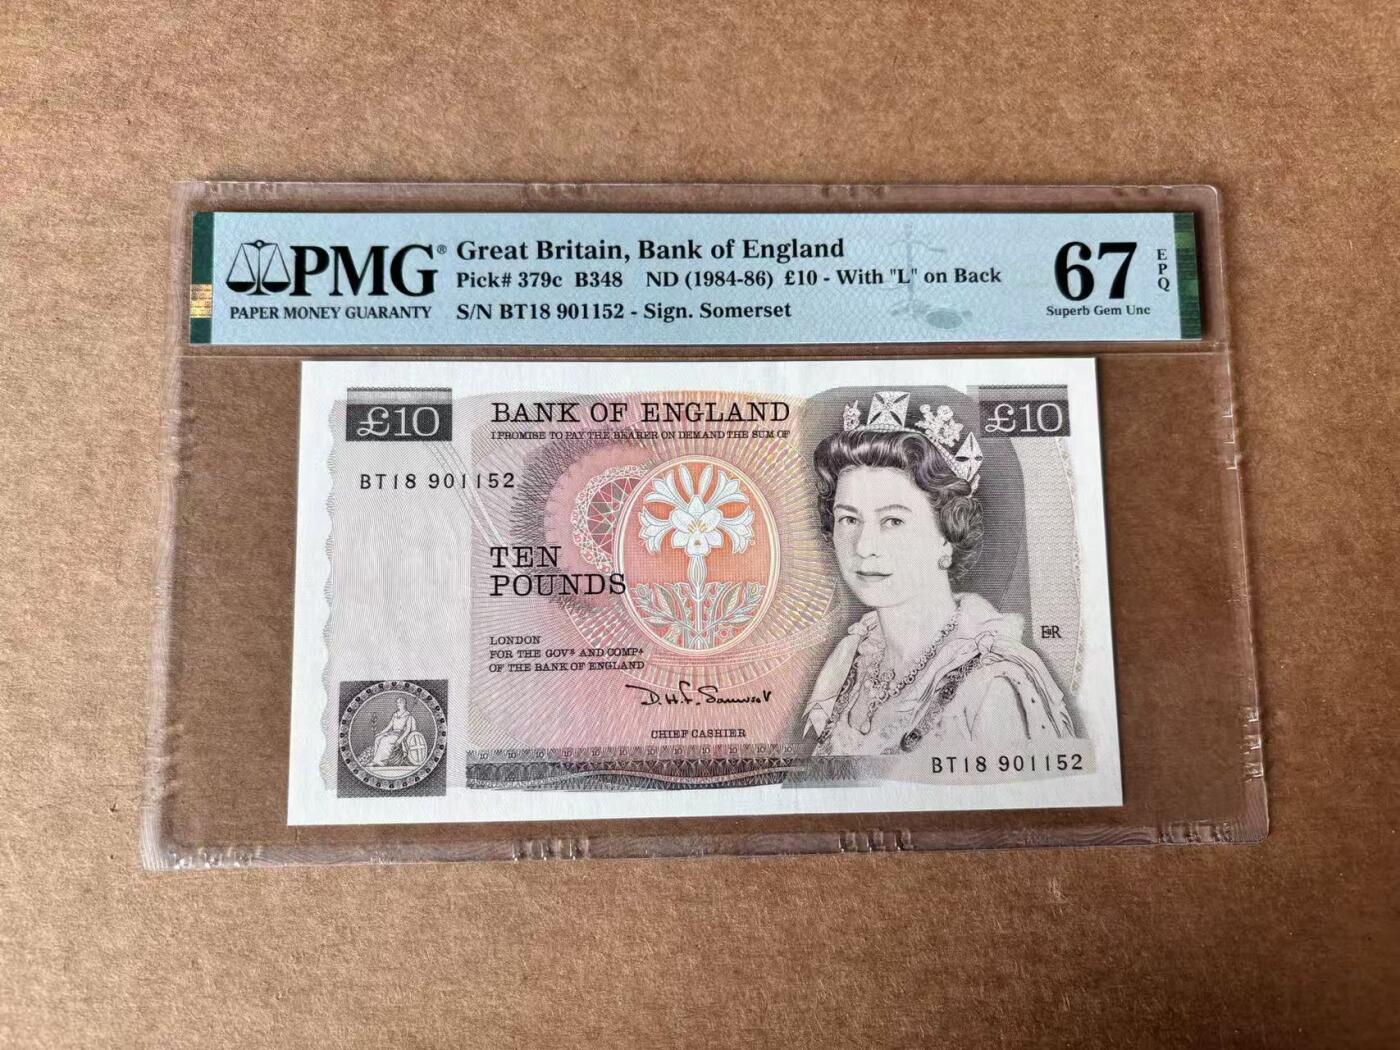 PMG®
PAPER MONEY GUARANTY
Great Britain, Bank of England
Pick# 379c B348 ND (1984-86) £10 - With "L" on Back
S/N BT18 901152 - Sign. Somerset
67
EPQ
Superb Gem Unc
£10
BANK OF ENGLAND
£10
I PROMISE TO PAY THE BEARER ON DEMAND THE SUM OF
BT18 901152
TEN
POUNDS
LONDON
FOR THE GOVR AND COMPA
OF THE BANK OF ENGLAND
EIIR
D.H.F. Somerset
CHIEF CASHIER
BT18 901152